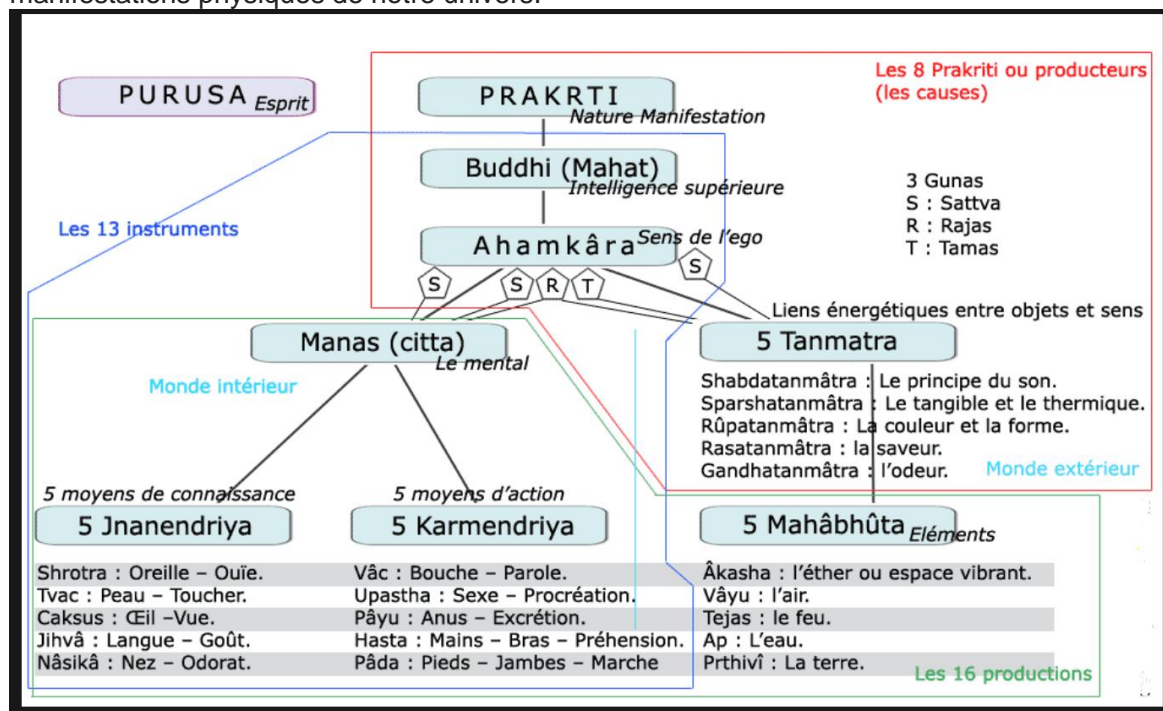 manifestations physiques de notre univers.
Les 8 Prakriti ou producteurs
(les causes)
PURUSA Esprit
PRAKRTI
Nature Manifestation
Buddhi (Mahat)
Intelligence supérieure
3 Gunas
S : Sattva
R : Rajas
T : Tamas
Les 13 instruments
Ahamkâra Sens de l'ego
S
S R T
S
Liens énergétiques entre objets et sens
Manas (citta)
Le mental
5 Tanmatra
Monde intérieur
Shabdatanmâtra : Le principe du son.
Sparshatanmâtra : Le tangible et le thermique.
Rûpatanmâtra : La couleur et la forme.
Rasatanmâtra : la saveur.
Gandhatanmâtra : l'odeur.
Monde extérieur
5 moyens de connaissance
5 Jnanendriya
5 moyens d'action
5 Karmendriya
5 Mahâbhûta Eléments
Shrotra : Oreille – Ouïe.
Tvac : Peau – Toucher.
Caksus : Œil –Vue.
Jihvâ : Langue – Goût.
Nâsikâ : Nez – Odorat.
Vâc : Bouche – Parole.
Upastha : Sexe – Procréation.
Pâyu : Anus – Excrétion.
Hasta : Mains – Bras – Préhension.
Pâda : Pieds – Jambes – Marche
Âkasha : l'éther ou espace vibrant.
Vâyu : l'air.
Tejas : le feu.
Ap : L'eau.
Prthivî : La terre.
Les 16 productions